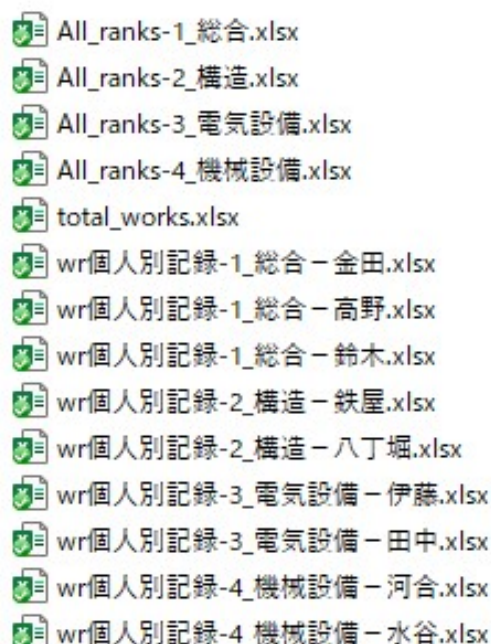 All_ranks-1_総合.xlsx
All_ranks-2_構造.xlsx
All_ranks-3_電気設備.xlsx
All_ranks-4_機械設備.xlsx
total_works.xlsx
wr個人別記録-1_総合－金田.xlsx
wr個人別記録-1_総合－高野.xlsx
wr個人別記録-1_総合－鈴木.xlsx
wr個人別記録-2_構造－鉄屋.xlsx
wr個人別記録-2_構造－八丁堀.xlsx
wr個人別記録-3_電気設備－伊藤.xlsx
wr個人別記録-3_電気設備－田中.xlsx
wr個人別記録-4_機械設備－河合.xlsx
wr個人別記録-4_機械設備－水谷.xlsx